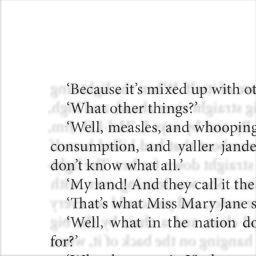 ‘Because it’s mixed up with ot
‘What other things?’
‘Well, measles, and whooping
consumption, and yaller jande
don’t know what all.’
‘My land! And they call it the
‘That’s what Miss Mary Jane s
‘Well, what in the nation do
for?’